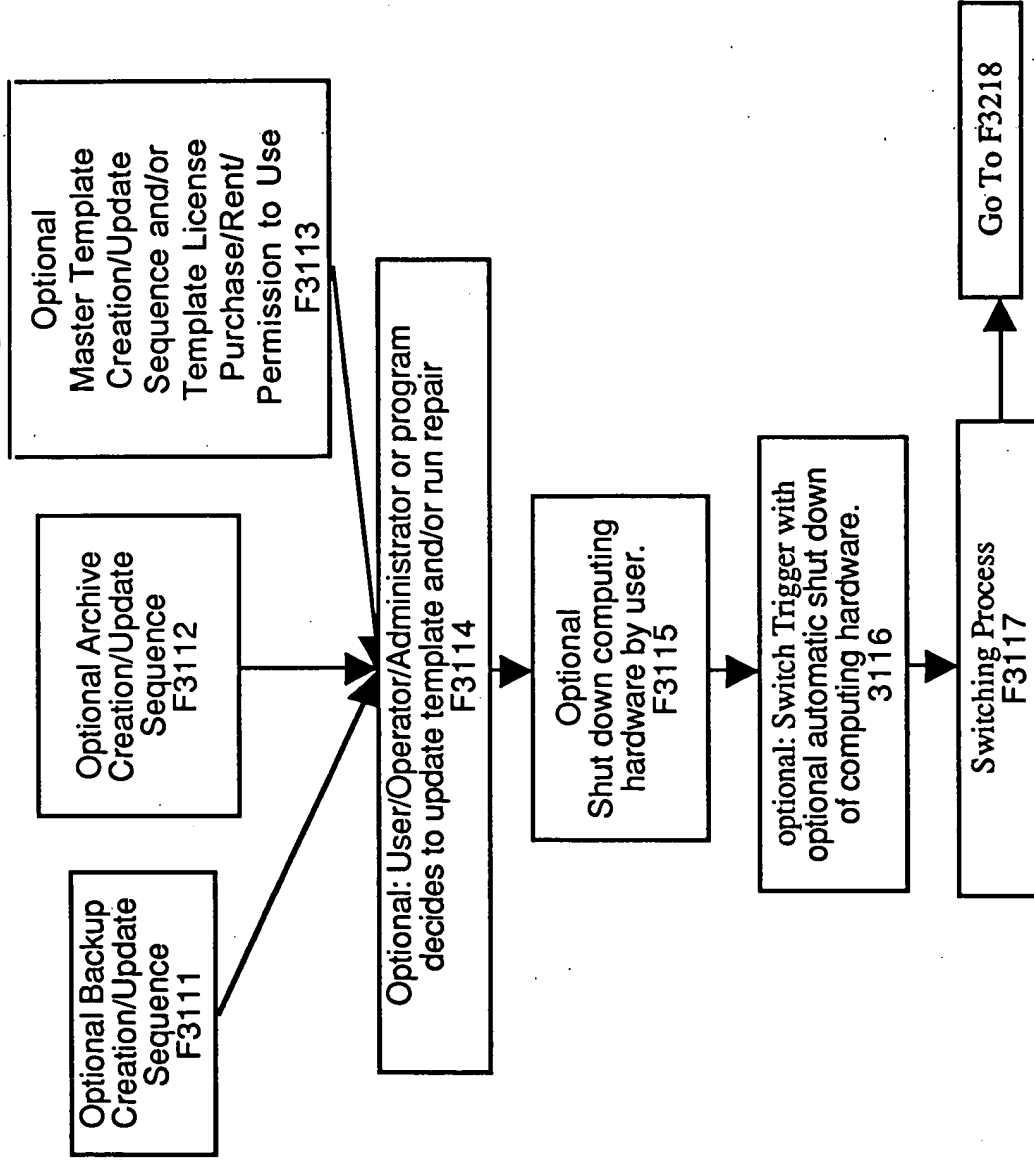 Optional Backup
Creation/Update
Sequence
F3111
Optional Archive
Creation/Update
Sequence
F3112
Optional
Master Template
Creation/Update
Sequence and/or
Template License
Purchase/Rent/
Permission to Use
F3113
Optional: User/Operator/Administrator or program
decides to update template and/or run repair
F3114
Optional
Shut down computing
hardware by user.
F3115
optional: Switch Trigger with
optional automatic shut down
of computing hardware.
3116
Switching Process
F3117
Go To F3218